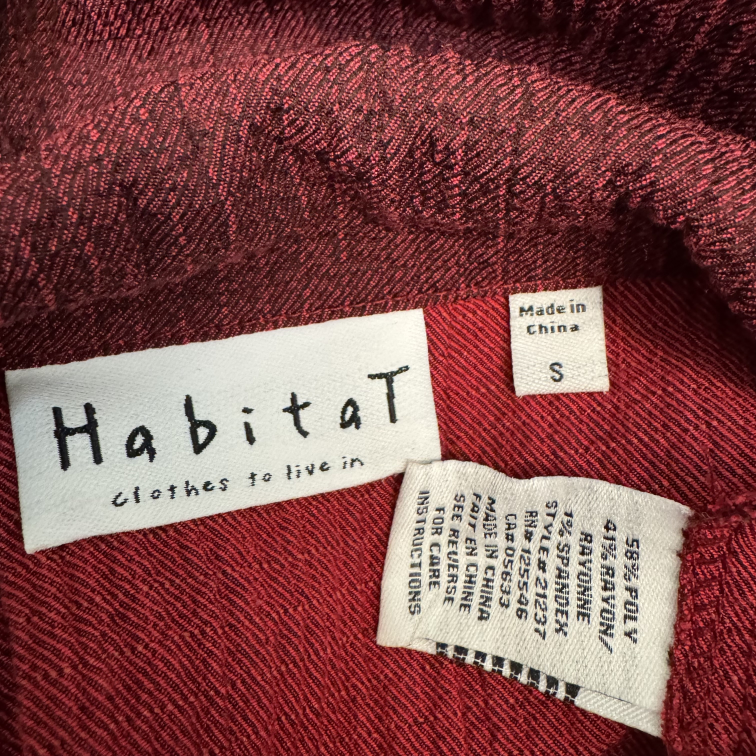 HabitaT
clothes to live in
Made in
China
S
58% POLY
41% RAYON/
RAYONNE
1% SPANDEX
STYLE# 21237
RN# 125546
CA# 05633
MADE IN CHINA
FAIT EN CHINE
SEE REVERSE
FOR CARE
INSTRUCTIONS